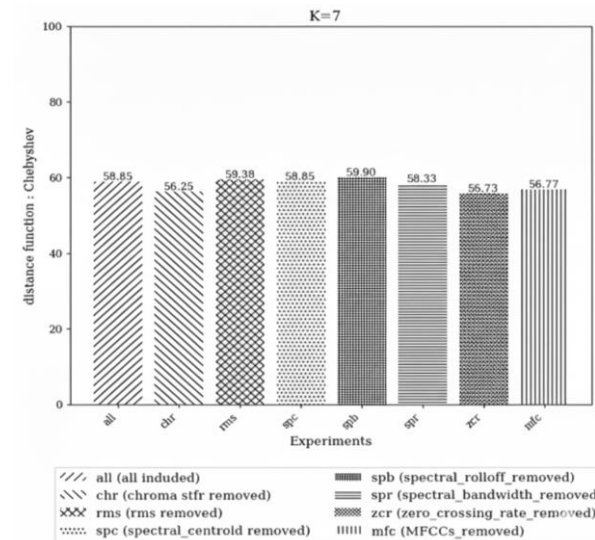 K=7
distance function : Chebyshev
100
80
60
40
20
0
58.85
56.25
59.38
58.85
59.90
58.33
55.73
56.77
all
chr
rms
spc
spb
spr
zcr
mfc
Experiments
all (all induded)
chr (chroma stfr removed)
rms (rms removed)
spc (spectral_centroid removed)
spb (spectral_rolloff_removed)
spr (spectral_bandwidth_removed
zcr (zero_crossing_rate_removed)
mfc (MFCCs_removed)